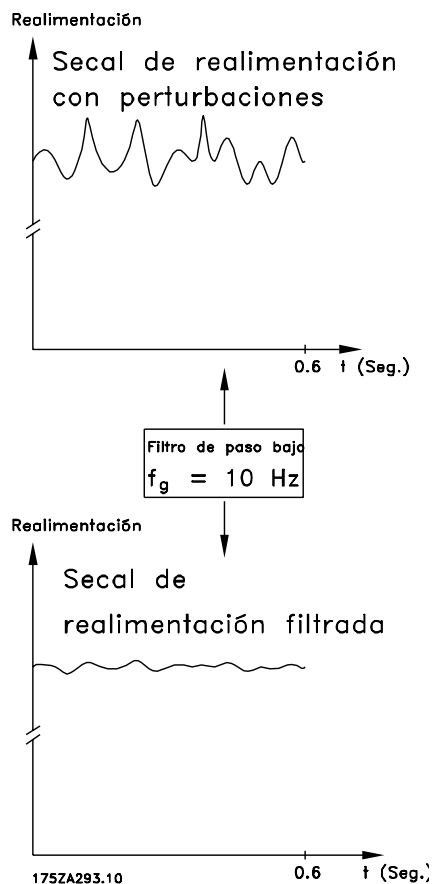 Realimentación
Secal de realimentación
con perturbaciones
0.6 t (Seg.)
Filtro de paso bajo
fg = 10 Hz
Realimentación
Secal de
realimentación filtrada
175ZA293.10
0.6 t (Seg.)